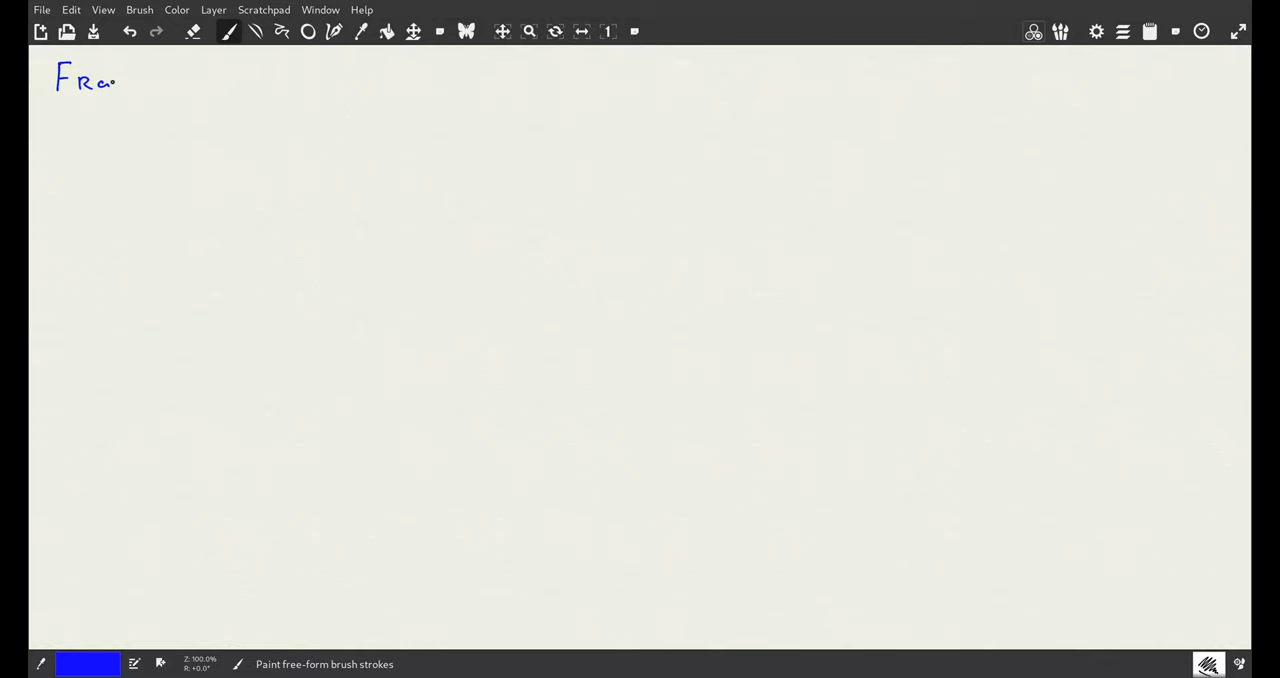 File Edit View Brush Color Layer Scratchpad Window Help
1
FRa
Z: 100.0%
R: +0.0°
Paint free-form brush strokes